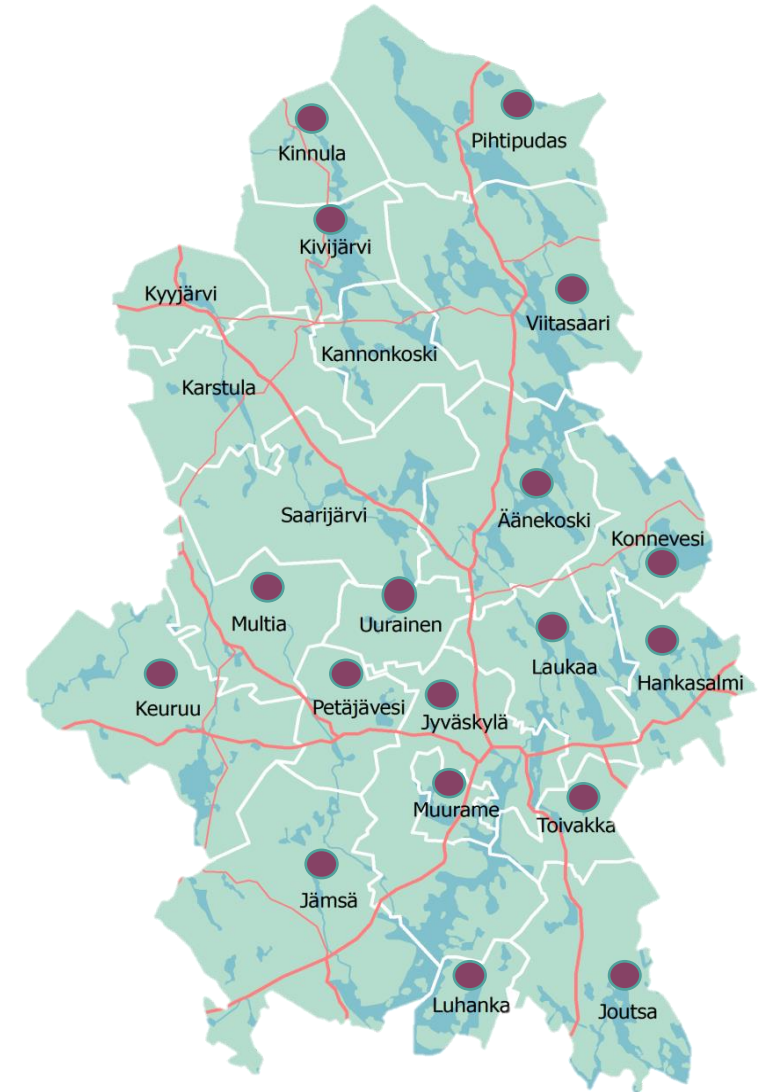 Pihtipudas
Kinnula
Kivijärvi
Kyyjärvi
Viitasaari
Kannonkoski
Karstula
Saarijärvi
Äänekoski
Konnevesi
Multia
Uurainen
Laukaa
Hankasalmi
Keuruu
Petäjävesi
Jyväskylä
Muurame
Toivakka
Jämsä
Luhanka
Joutsa